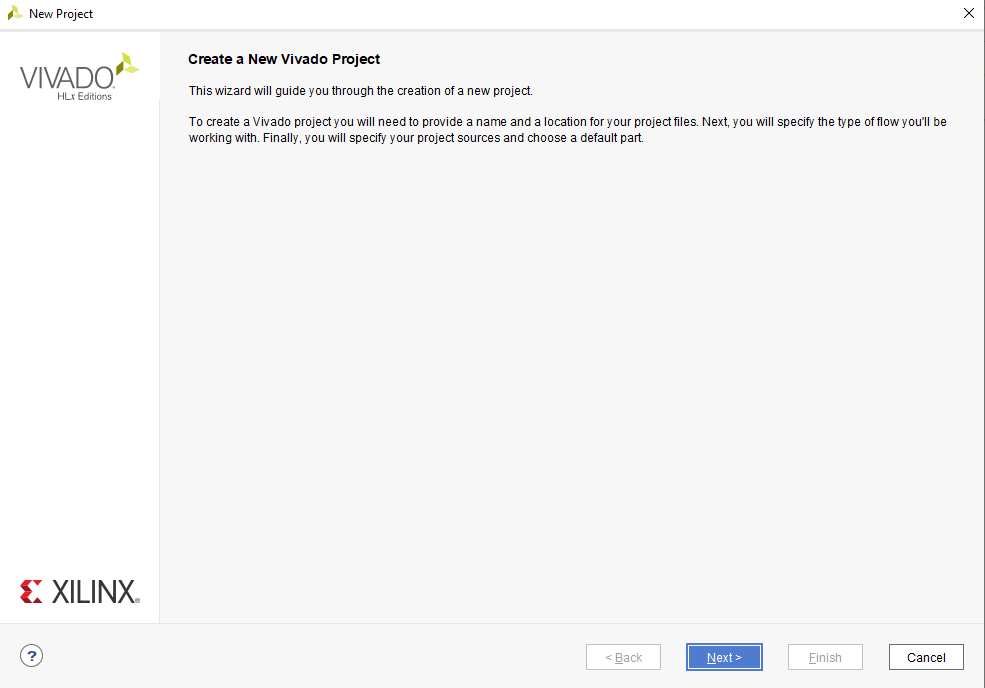 New Project
VIVADO
HLx Editions
Create a New Vivado Project
This wizard will guide you through the creation of a new project.
To create a Vivado project you will need to provide a name and a location for your project files. Next, you will specify the type of flow you'll be
working with. Finally, you will specify your project sources and choose a default part.
XILINX
?
< Back
Next >
Finish
Cancel